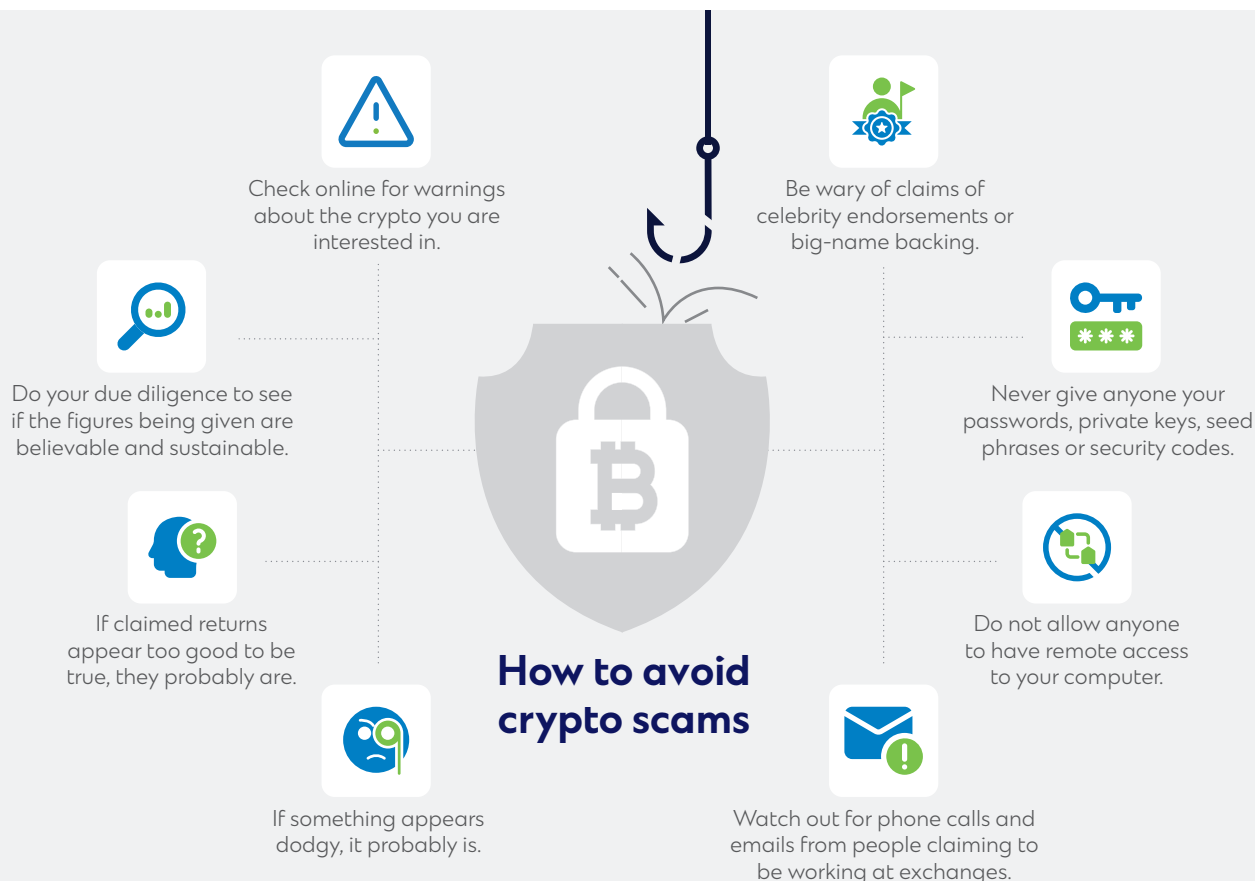 Check online for warnings
about the crypto you are
interested in.
Be wary of claims of
celebrity endorsements or
big-name backing.
Do your due diligence to see
if the figures being given are
believable and sustainable.
Never give anyone your
passwords, private keys, seed
phrases or security codes.
If claimed returns
appear too good to be
true, they probably are.
Do not allow anyone
to have remote access
to your computer.
How to avoid
crypto scams
If something appears
dodgy, it probably is.
Watch out for phone calls and
emails from people claiming to
be working at exchanges.